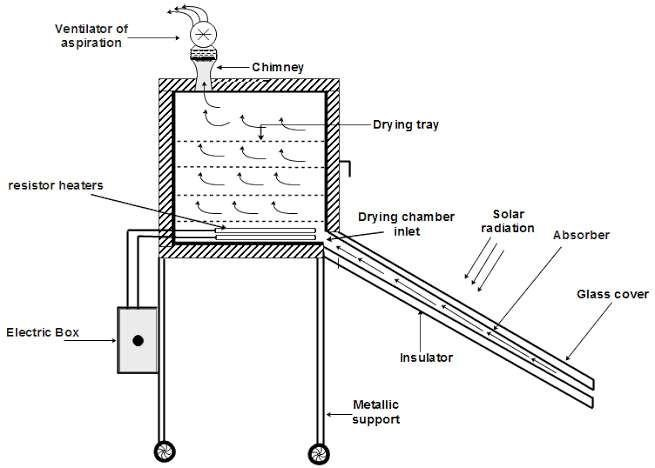 Ventilator of
aspiration
Chimney
Drying tray
resistor heaters
Drying chamber
inlet
Solar
radiation
Absorber
Glass cover
Electric Box
Insulator
Metallic
support